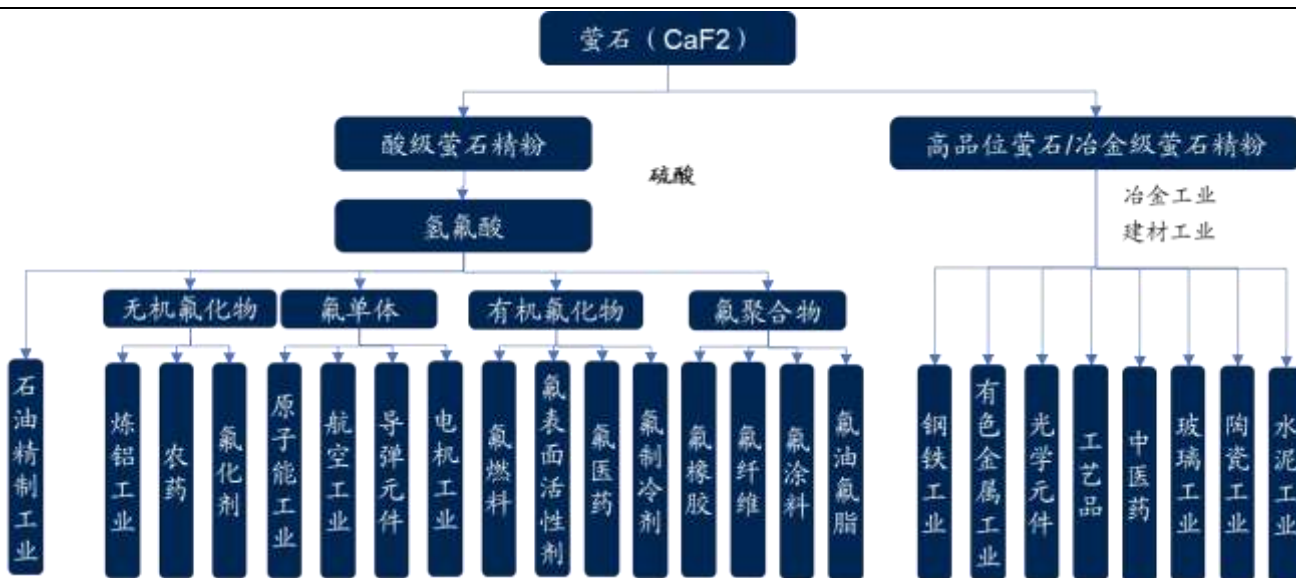 萤石（CaF2）
酸级萤石精粉
高品位萤石/冶金级萤石精粉
硫酸
冶金工业
建材工业
氢氟酸
无机氟化物
氟单体
有机氟化物
氟聚合物
石油精制工业
炼铝工业
农药
氟化剂
原子能工业
航空工业
导弹元件
电机工业
氟燃料
氟表面活性剂
氟医药
氟制冷剂
氟橡胶
氟纤维
氟涂料
氟油氟脂
钢铁工业
有色金属工业
光学元件
工艺品
中医药
玻璃工业
陶瓷工业
水泥工业